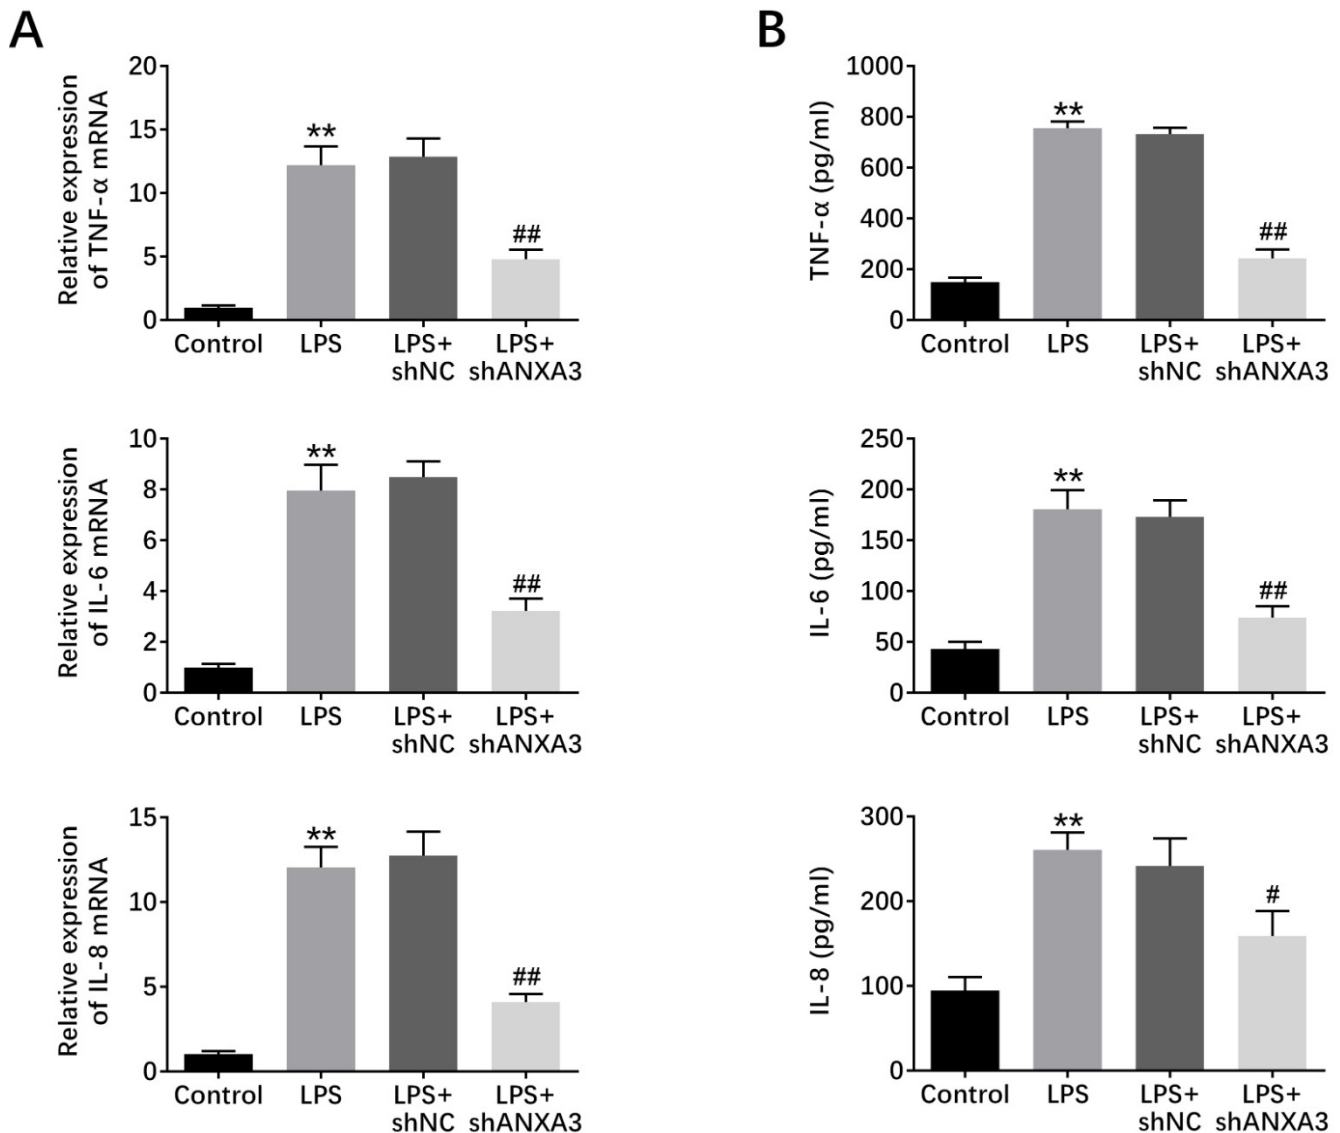 A
Relative expression
of TNF-α mRNA
20
15
10
5
0
**
##
Control LPS LPS+ LPS+
shNC shANXA3
Relative expression
of IL-6 mRNA
10
8
6
4
2
0
**
##
Control LPS LPS+ LPS+
shNC shANXA3
Relative expression
of IL-8 mRNA
15
10
5
0
**
##
Control LPS LPS+ LPS+
shNC shANXA3
B
TNF-α (pg/ml)
1000
800
600
400
200
0
**
##
Control LPS LPS+ LPS+
shNC shANXA3
IL-6 (pg/ml)
250
200
150
100
50
0
**
##
Control LPS LPS+ LPS+
shNC shANXA3
IL-8 (pg/ml)
300
200
100
0
**
#
Control LPS LPS+ LPS+
shNC shANXA3